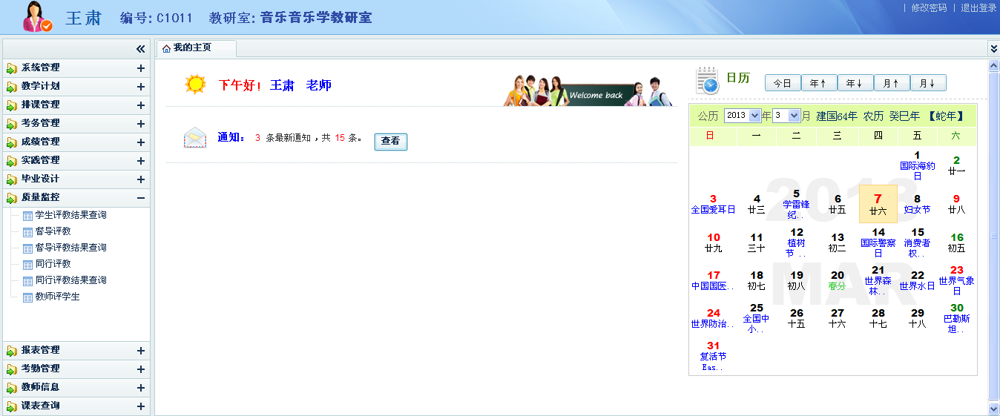 王肃 编号: C1011 教研室: 音乐音乐学教研室
| 修改密码 | 退出登录
我的主页
系统管理
教学计划
排课管理
考务管理
成绩管理
实践管理
毕业设计
质量监控
学生评教结果查询
督导评教
督导评教结果查询
同行评教
同行评教结果查询
教师评学生
报表管理
考勤管理
教师信息
课表查询
下午好! 王肃 老师
Welcome back
通知: 3 条最新通知，共 15 条。 查看
日历 今日 年↑ 年↓ 月↑ 月↓
公历 2013 年 3 月 建国64年 农历 癸巳年 【蛇年】
日 一 二 三 四 五 六
2013
MAR
1 2
国际海豹日 廿一
3 4 5 6 7 8 9
全国爱耳日 廿三 学雷锋纪.. 廿五 廿六 妇女节 廿八
10 11 12 13 14 15 16
廿九 三十 植树节 .. 初二 国际警察日 消费者权.. 初五
17 18 19 20 21 22 23
中国国医.. 初七 初八 春分 世界森林.. 世界水日 世界气象日
24 25 26 27 28 29 30
世界防治.. 全国中小.. 十五 十六 十七 十八 巴勒斯坦..
31
复活节
Eas..